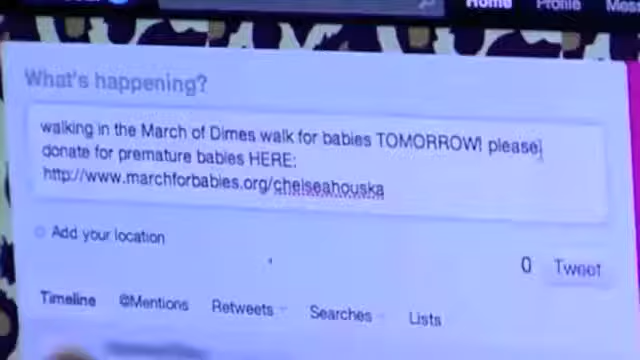 Home Profile
What's happening?
walking in the March of Dimes walk for babies TOMORROW! please
donate for premature babies HERE:
http://www.marchforbabies.org/chelseahouska
Add your location
0 Tweet
Timeline @Mentions Retweets Searches Lists